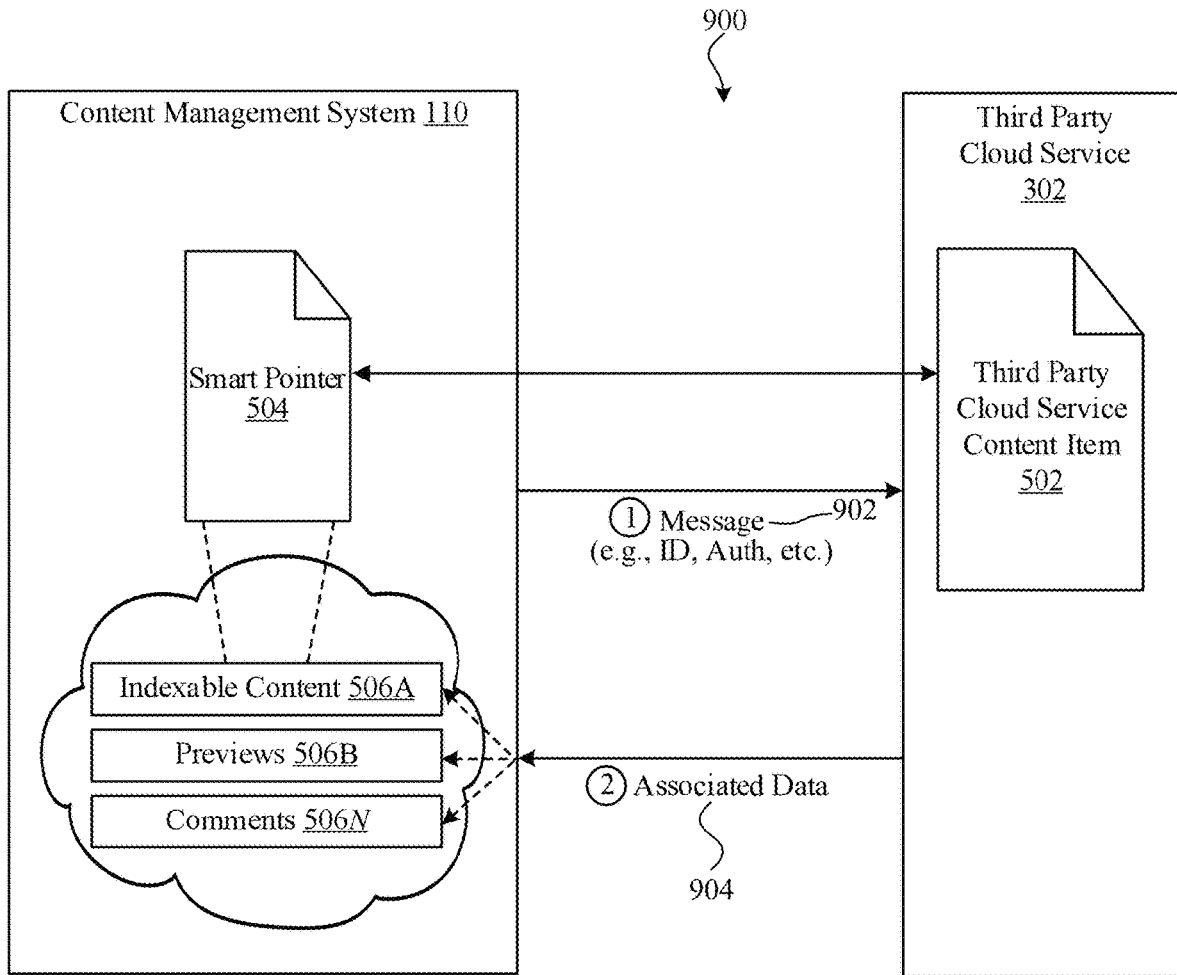 900
Content Management System 110
Third Party
Cloud Service
302
Smart Pointer
504
Third Party
Cloud Service
Content Item
502
1 Message 902
(e.g., ID, Auth, etc.)
Indexable Content 506A
Previews 506B
Comments 506N
2 Associated Data
904